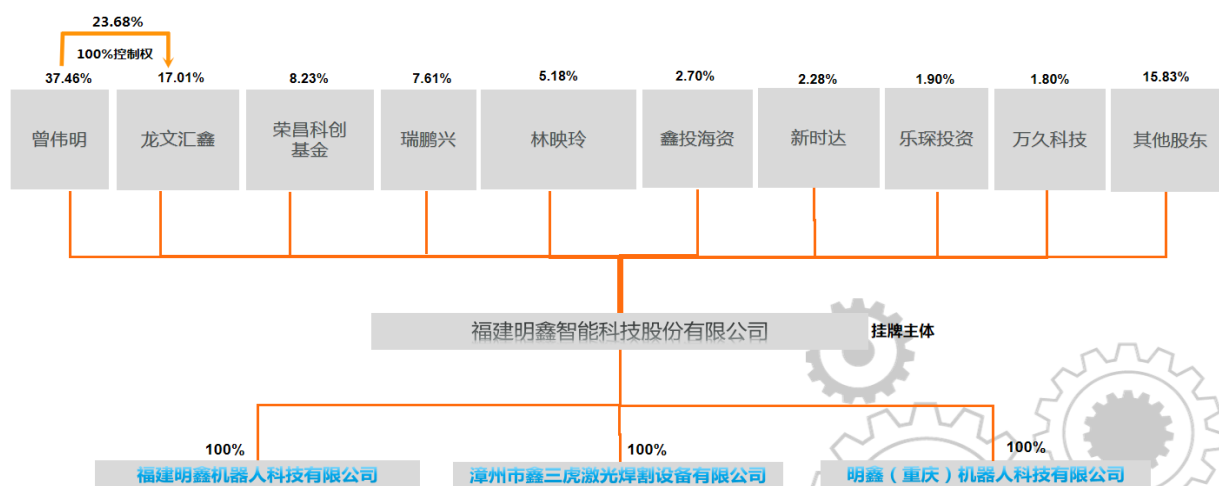 23.68%
100%控制权
37.46%
17.01%
8.23%
7.61%
5.18%
2.70%
2.28%
1.90%
1.80%
15.83%
曾伟明
龙文汇鑫
荣昌科创
基金
瑞鹏兴
林映玲
鑫投海资
新时达
乐琛投资
万久科技
其他股东
福建明鑫智能科技股份有限公司
挂牌主体
100%
100%
100%
福建明鑫机器人科技有限公司
漳州市鑫三虎激光焊割设备有限公司
明鑫（重庆）机器人科技有限公司